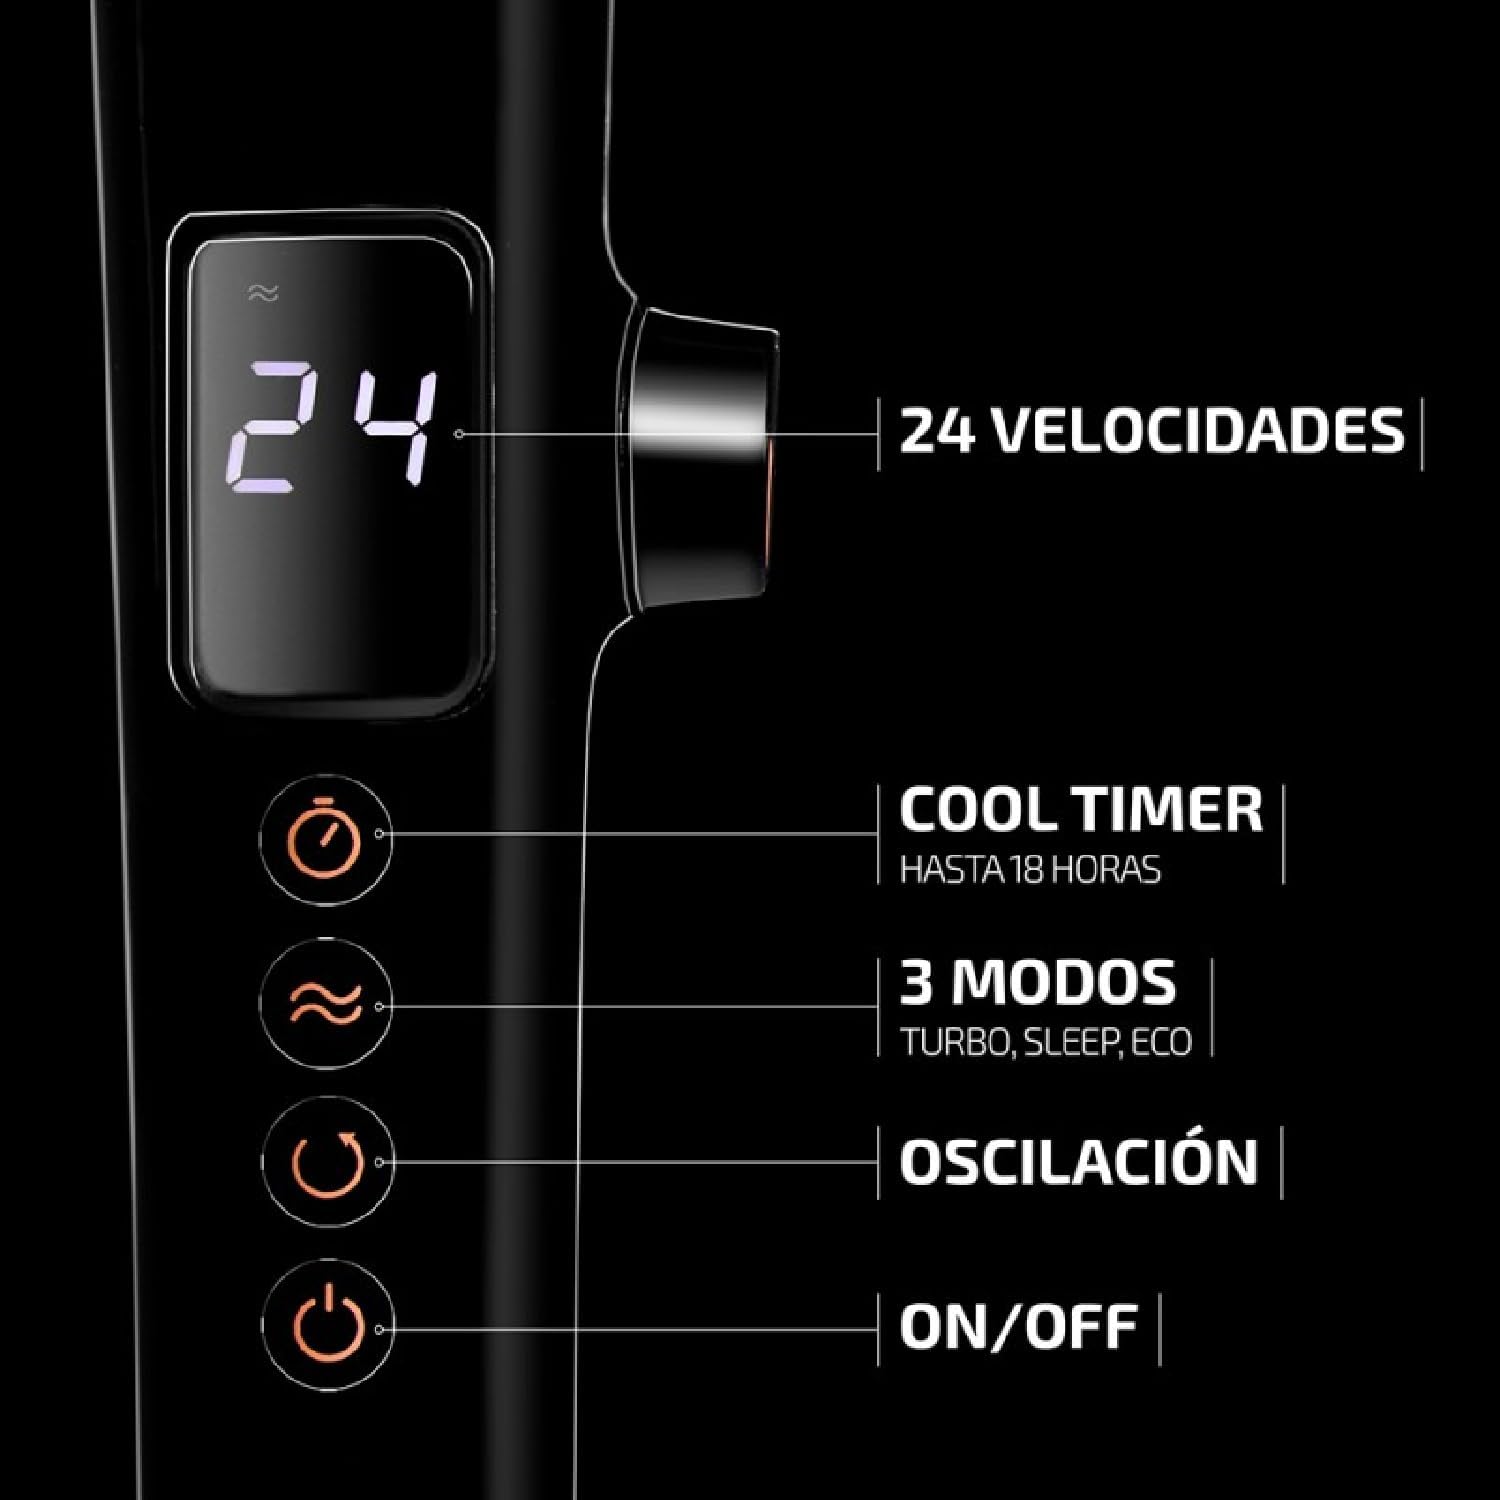 24
24 VELOCIDADES
COOL TIMER
HASTA 18 HORAS
3 MODOS
TURBO, SLEEP, ECO
OSCILACIÓN
ON/OFF